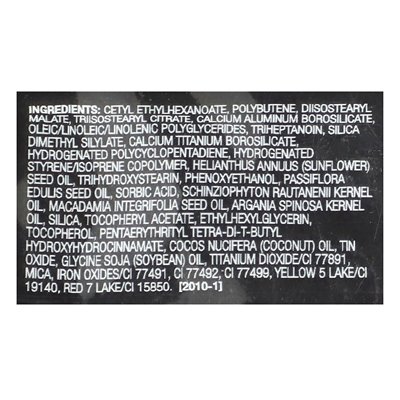 INGREDIENTS: CETYL ETHYLHEXANOATE, POLYBUTENE, DIISOSTEARYL
MALATE, TRIISOSTEARYL CITRATE, CALCIUM ALUMINUM BOROSILICATE,
OLEIC/LINOLEIC/LINOLENIC POLYGLYCERIDES, TRIHEPTANOIN, SILICA
DIMETHYL SILYLATE, CALCIUM TITANIUM BOROSILICATE,
HYDROGENATED POLYCYCLOPENTADIENE, HYDROGENATED
STYRENE/ISOPRENE COPOLYMER, HELIANTHUS ANNUUS (SUNFLOWER)
SEED OIL, TRIHYDROXYSTEARIN, PHENOXYETHANOL, PASSIFLORA
EDULIS SEED OIL, SORBIC ACID, SCHINZIOPHYTON RAUTANENII KERNEL
OIL, MACADAMIA INTEGRIFOLIA SEED OIL, ARGANIA SPINOSA KERNEL
OIL, SILICA, TOCOPHERYL ACETATE, ETHYLHEXYLGLYCERIN,
TOCOPHEROL, PENTAERYTHRITYL TETRA-DI-T-BUTYL
HYDROXYHYDROCINNAMATE, COCOS NUCIFERA (COCONUT) OIL, TIN
OXIDE, GLYCINE SOJA (SOYBEAN) OIL, TITANIUM DIOXIDE/CI 77891,
MICA, IRON OXIDES/CI 77491, CI 77492, CI 77499, YELLOW 5 LAKE/CI
19140, RED 7 LAKE/CI 15850. [2010-1]